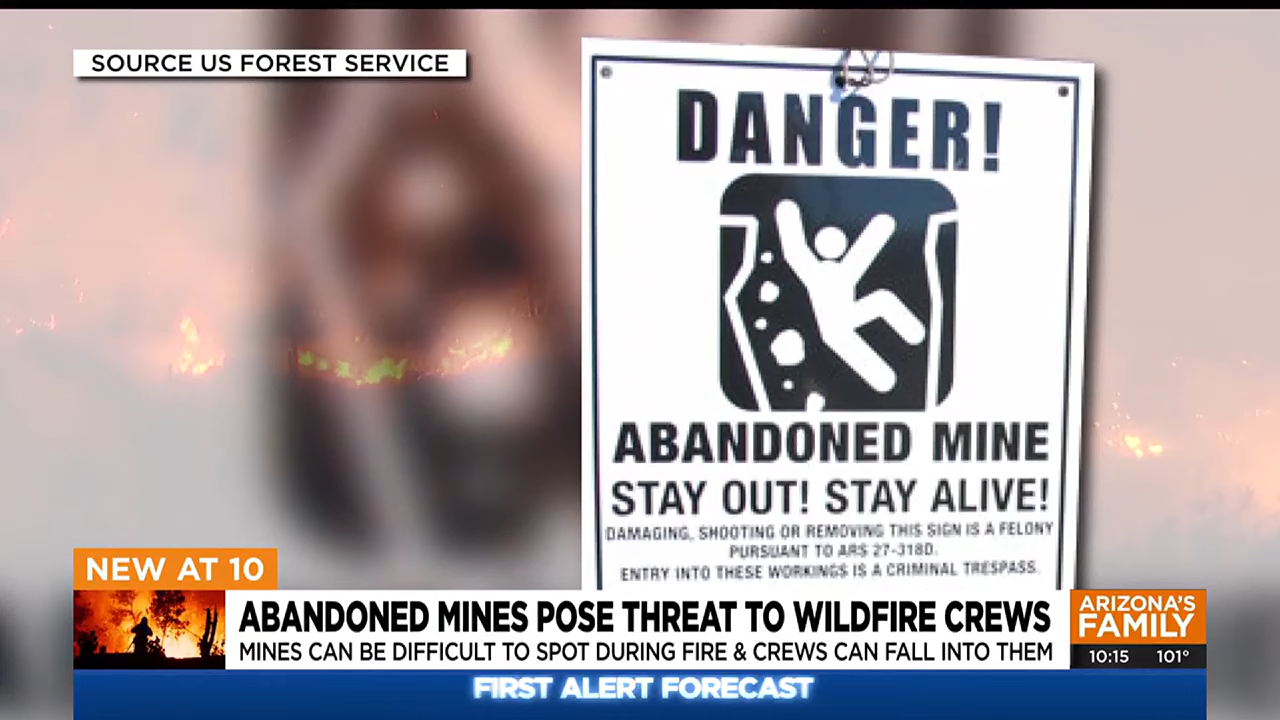 SOURCE US FOREST SERVICE
DANGER!
ABANDONED MINE
STAY OUT! STAY ALIVE!
DAMAGING, SHOOTING OR REMOVING THIS SIGN IS A FELONY
PURSUANT TO ARS 27-318D.
ENTRY INTO THESE WORKINGS IS A CRIMINAL TRESPASS.
NEW AT 10
ABANDONED MINES POSE THREAT TO WILDFIRE CREWS
MINES CAN BE DIFFICULT TO SPOT DURING FIRE & CREWS CAN FALL INTO THEM
ARIZONA'S
FAMILY
10:15 101°
FIRST ALERT FORECAST